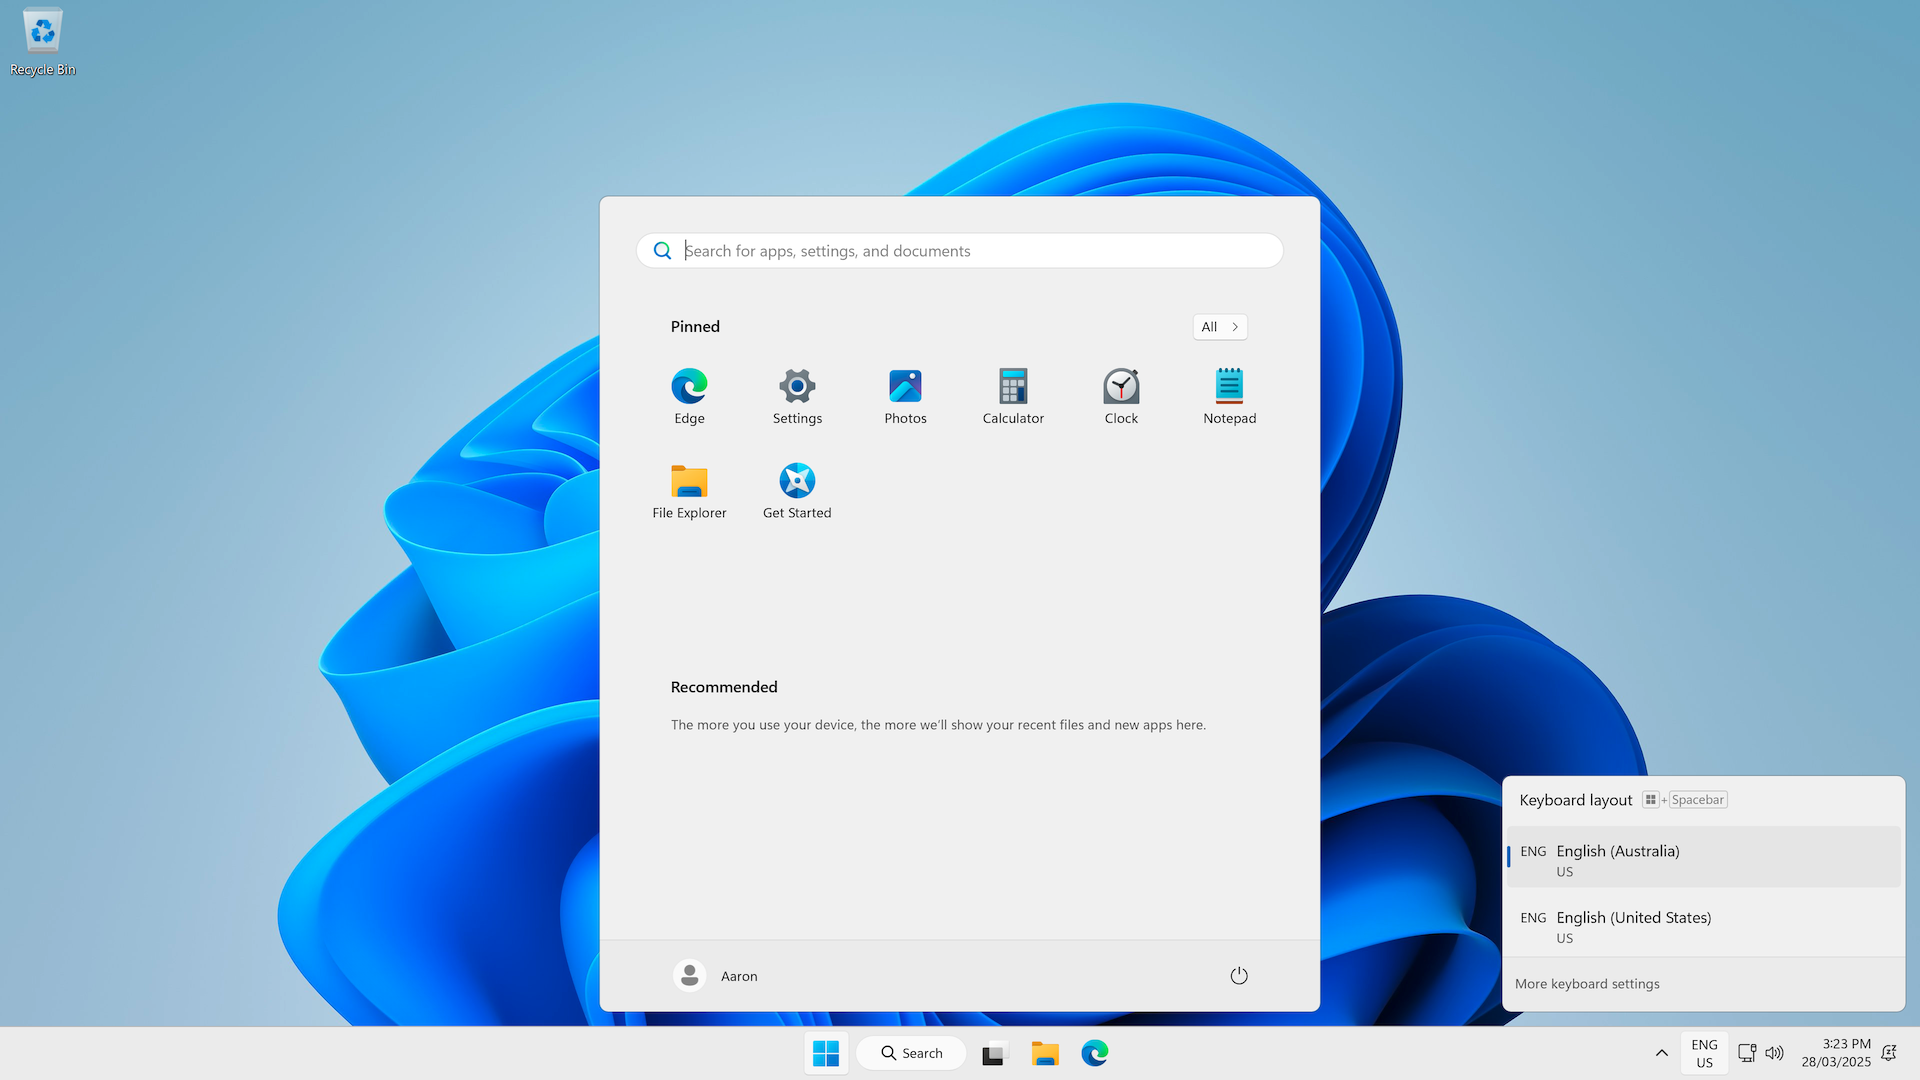 Recycle Bin
Search for apps, settings, and documents
Pinned
All
Edge
Settings
Photos
Calculator
Clock
Notepad
File Explorer
Get Started
Recommended
The more you use your device, the more we'll show your recent files and new apps here.
Aaron
Keyboard layout + Spacebar
ENG English (Australia)
US
ENG English (United States)
US
More keyboard settings
Search
ENG
US
3:23 PM
28/03/2025